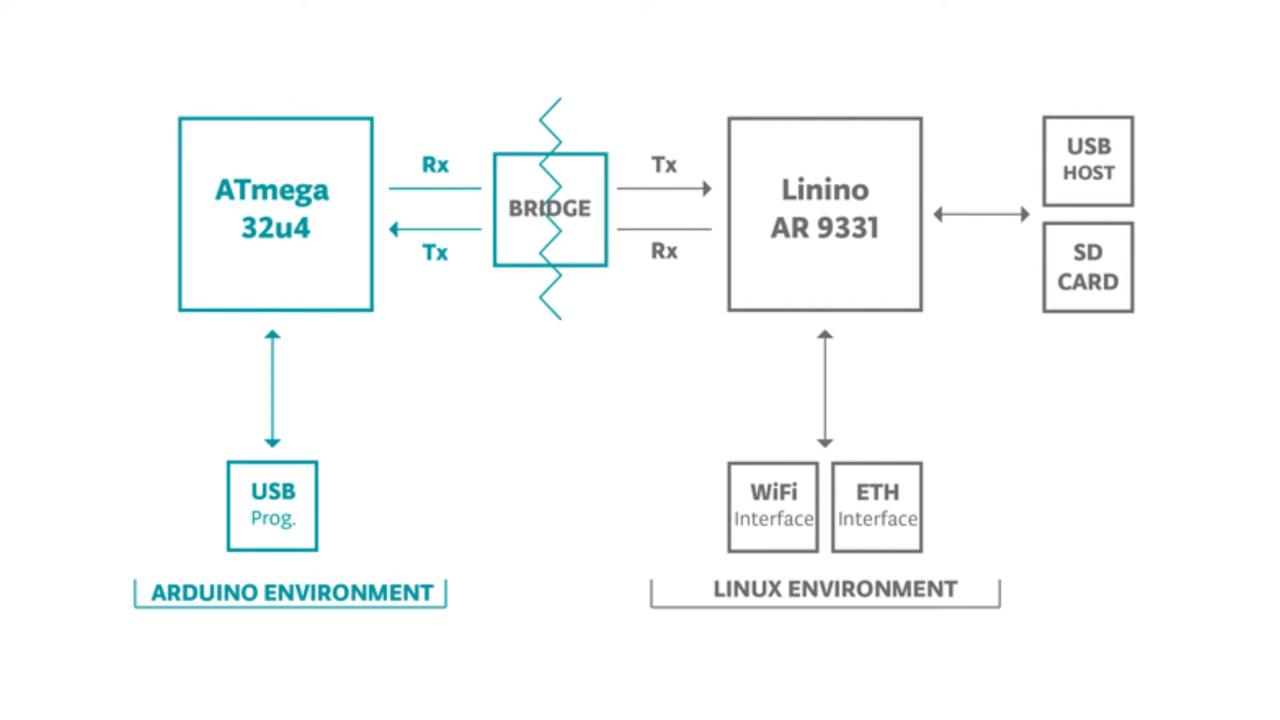 ATmega
32u4
Rx
Tx
BRIDGE
Tx
Rx
Linino
AR 9331
USB
HOST
SD
CARD
USB
Prog.
WiFi
Interface
ETH
Interface
ARDUINO ENVIRONMENT
LINUX ENVIRONMENT